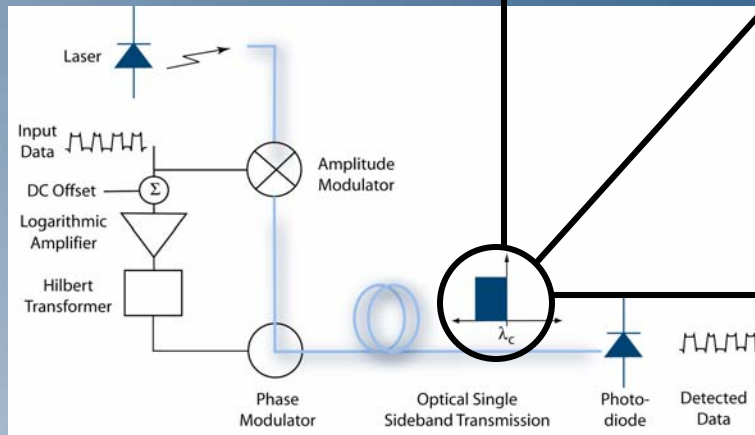 Laser
Input
Data
DC Offset
Σ
Logarithmic
Amplifier
Hilbert
Transformer
Amplitude
Modulator
Phase
Modulator
λc
Optical Single
Sideband Transmission
Photo-
diode
Detected
Data